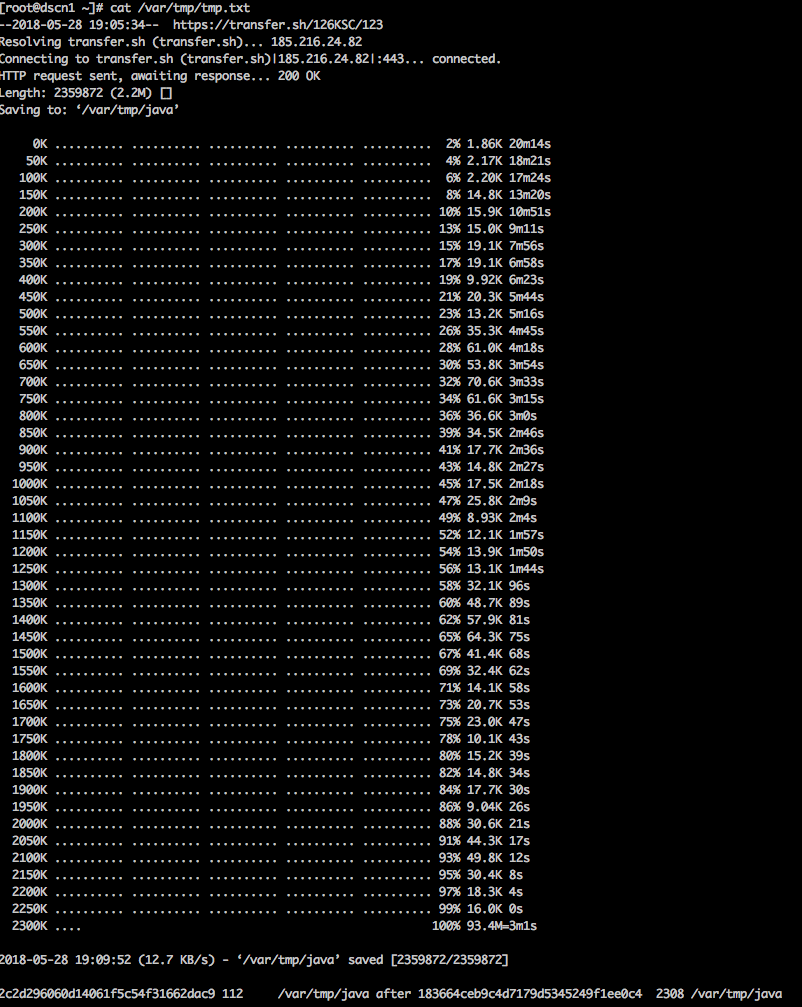 [root@dscn1 ~]# cat /var/tmp/tmp.txt
--2018-05-28 19:05:34-- https://transfer.sh/126KSC/123
Resolving transfer.sh (transfer.sh)... 185.216.24.82
Connecting to transfer.sh (transfer.sh)|185.216.24.82|:443... connected.
HTTP request sent, awaiting response... 200 OK
Length: 2359872 (2.2M) []
Saving to: ‘/var/tmp/java’
0K .......... .......... .......... .......... .......... 2% 1.86K 20m14s
50K .......... .......... .......... .......... .......... 4% 2.17K 18m21s
100K .......... .......... .......... .......... .......... 6% 2.20K 17m24s
150K .......... .......... .......... .......... .......... 8% 14.8K 13m20s
200K .......... .......... .......... .......... .......... 10% 15.9K 10m51s
250K .......... .......... .......... .......... .......... 13% 15.0K 9m11s
300K .......... .......... .......... .......... .......... 15% 19.1K 7m56s
350K .......... .......... .......... .......... .......... 17% 19.1K 6m58s
400K .......... .......... .......... .......... .......... 19% 9.92K 6m23s
450K .......... .......... .......... .......... .......... 21% 20.3K 5m44s
500K .......... .......... .......... .......... .......... 23% 13.2K 5m16s
550K .......... .......... .......... .......... .......... 26% 35.3K 4m45s
600K .......... .......... .......... .......... .......... 28% 61.0K 4m18s
650K .......... .......... .......... .......... .......... 30% 53.8K 3m54s
700K .......... .......... .......... .......... .......... 32% 70.6K 3m33s
750K .......... .......... .......... .......... .......... 34% 61.6K 3m15s
800K .......... .......... .......... .......... .......... 36% 36.6K 3m0s
850K .......... .......... .......... .......... .......... 39% 34.5K 2m46s
900K .......... .......... .......... .......... .......... 41% 17.7K 2m36s
950K .......... .......... .......... .......... .......... 43% 14.8K 2m27s
1000K .......... .......... .......... .......... .......... 45% 17.5K 2m18s
1050K .......... .......... .......... .......... .......... 47% 25.8K 2m9s
1100K .......... .......... .......... .......... .......... 49% 8.93K 2m4s
1150K .......... .......... .......... .......... .......... 52% 12.1K 1m57s
1200K .......... .......... .......... .......... .......... 54% 13.9K 1m50s
1250K .......... .......... .......... .......... .......... 56% 13.1K 1m44s
1300K .......... .......... .......... .......... .......... 58% 32.1K 96s
1350K .......... .......... .......... .......... .......... 60% 48.7K 89s
1400K .......... .......... .......... .......... .......... 62% 57.9K 81s
1450K .......... .......... .......... .......... .......... 65% 64.3K 75s
1500K .......... .......... .......... .......... .......... 67% 41.4K 68s
1550K .......... .......... .......... .......... .......... 69% 32.4K 62s
1600K .......... .......... .......... .......... .......... 71% 14.1K 58s
1650K .......... .......... .......... .......... .......... 73% 20.7K 53s
1700K .......... .......... .......... .......... .......... 75% 23.0K 47s
1750K .......... .......... .......... .......... .......... 78% 10.1K 43s
1800K .......... .......... .......... .......... .......... 80% 15.2K 39s
1850K .......... .......... .......... .......... .......... 82% 14.8K 34s
1900K .......... .......... .......... .......... .......... 84% 17.7K 30s
1950K .......... .......... .......... .......... .......... 86% 9.04K 26s
2000K .......... .......... .......... .......... .......... 88% 30.6K 21s
2050K .......... .......... .......... .......... .......... 91% 44.3K 17s
2100K .......... .......... .......... .......... .......... 93% 49.8K 12s
2150K .......... .......... .......... .......... .......... 95% 30.4K 8s
2200K .......... .......... .......... .......... .......... 97% 18.3K 4s
2250K .......... .......... .......... .......... .......... 99% 16.0K 0s
2300K .... 100% 93.4M=3m1s
2018-05-28 19:09:52 (12.7 KB/s) - ‘/var/tmp/java’ saved [2359872/2359872]
2c2d296060d14061f5c54f31662dac9 112 /var/tmp/java after 183664ceb9c4d7179d5345249f1ee0c4 2308 /var/tmp/java